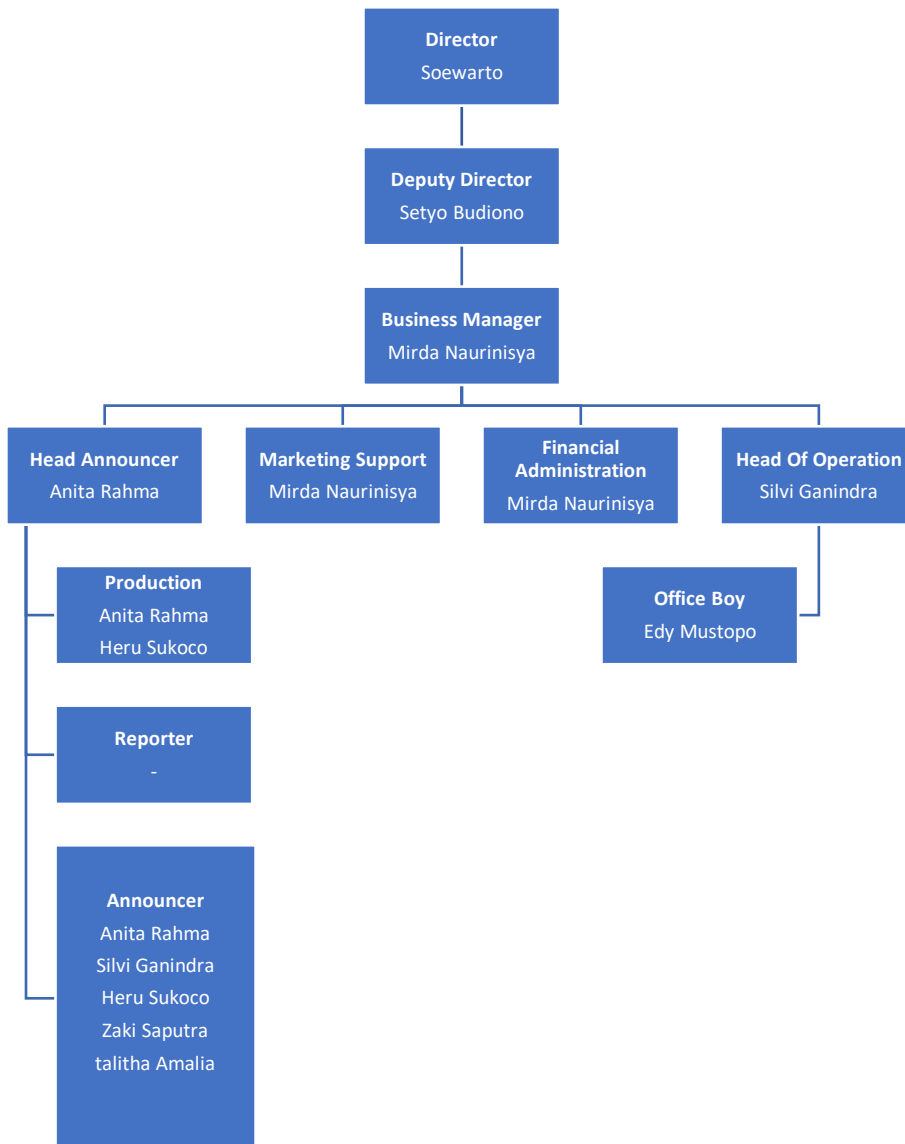 Director
Soewarto
Deputy Director
Setyo Budiono
Business Manager
Mirda Naurinisya
Head Announcer
Anita Rahma
Marketing Support
Mirda Naurinisya
Financial
Administration
Mirda Naurinisya
Head Of Operation
Silvi Ganindra
Production
Anita Rahma
Heru Sukoco
Office Boy
Edy Mustopo
Reporter
-
Announcer
Anita Rahma
Silvi Ganindra
Heru Sukoco
Zaki Saputra
talitha Amalia